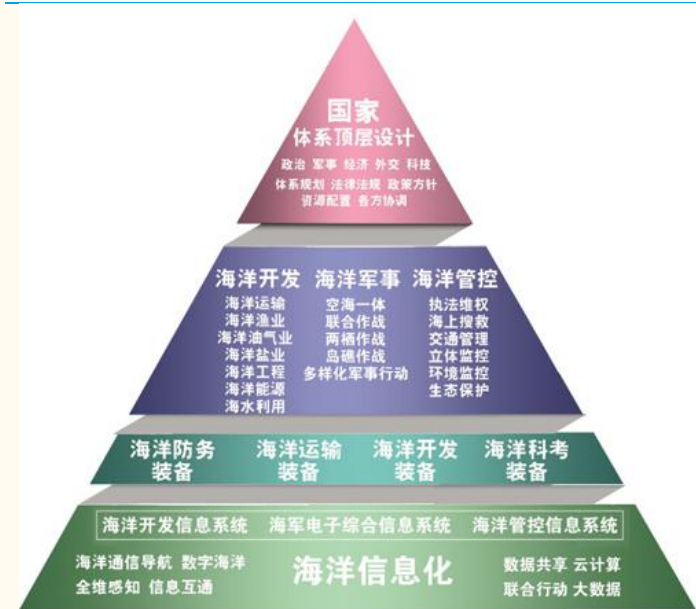 国家
体系顶层设计
政治 军事 经济 外交 科技
体系规划 法律法规 政策方针
资源配置 各方协调
海洋开发 海洋军事 海洋管控
海洋运输 空海一体 执法维权
海洋渔业 联合作战 海上搜救
海洋油气业 两栖作战 交通管理
海洋盐业 岛礁作战 立体监控
海洋工程 多样化军事行动 环境监控
海洋能源 生态保护
海水利用
海洋防务 海洋运输 海洋开发 海洋科考
装备 装备 装备 装备
海洋开发信息系统 海军电子综合信息系统 海洋管控信息系统
海洋通信导航 数字海洋 海洋信息化 数据共享 云计算
全维感知 信息互通 联合行动 大数据